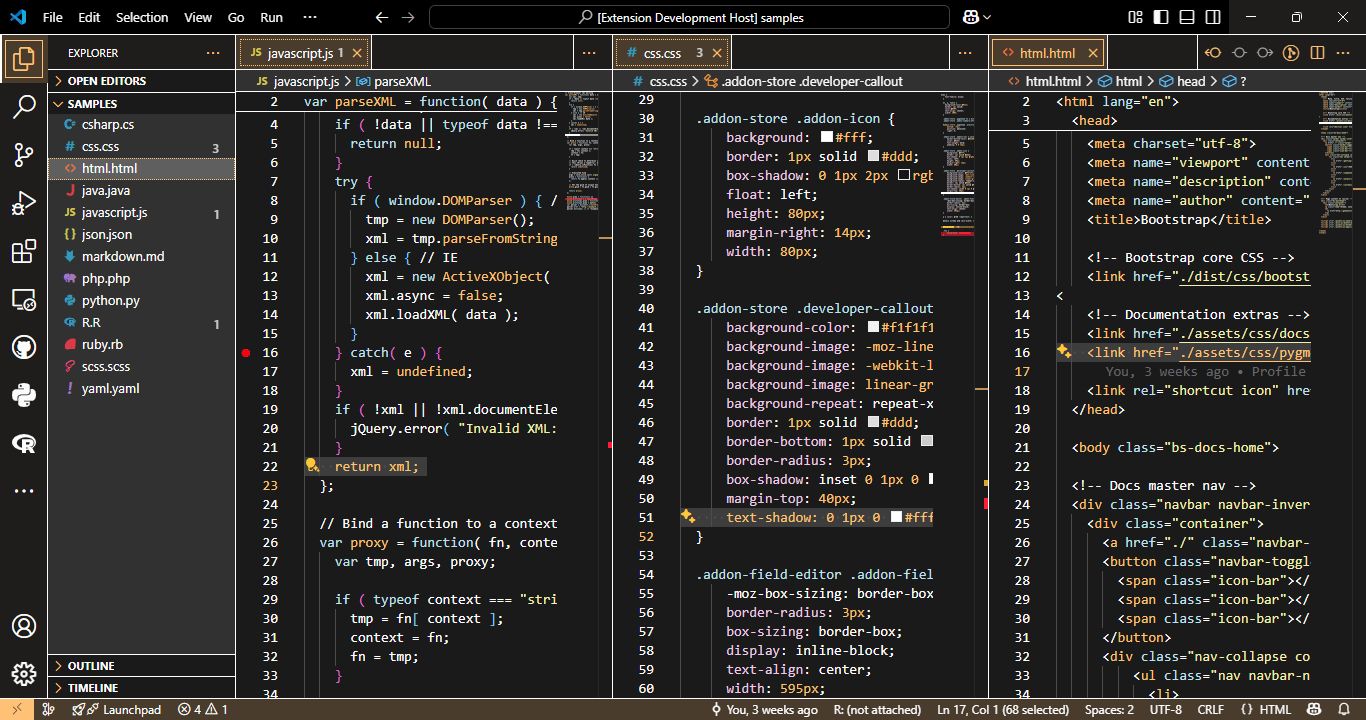 File Edit Selection View Go Run ··· [Extension Development Host] samples
EXPLORER ···
OPEN EDITORS
SAMPLES
csharp.cs
css.css 3
html.html
java.java
javascript.js 1
json.json
markdown.md
php.php
python.py
R.R 1
ruby.rb
scss.scss
yaml.yaml
OUTLINE
TIMELINE
JS javascript.js 1
JS javascript.js > parseXML
2 var parseXML = function( data ) {
4 if ( !data || typeof data !==
5 return null;
6 }
7 try {
8 if ( window.DOMParser ) { /
9 tmp = new DOMParser();
10 xml = tmp.parseFromString
11 } else { // IE
12 xml = new ActiveXObject(
13 xml.async = false;
14 xml.loadXML( data );
15 }
16 } catch( e ) {
17 xml = undefined;
18 }
19 if ( !xml || !xml.documentEle
20 jQuery.error( "Invalid XML:
21 }
22 return xml;
23 };
24
25 // Bind a function to a context
26 var proxy = function( fn, conte
27 var tmp, args, proxy;
28
29 if ( typeof context === "stri
30 tmp = fn[ context ];
31 context = fn;
32 fn = tmp;
33 }
34
# css.css 3
# css.css > .addon-store .developer-callout
29
30 .addon-store .addon-icon {
31 background: #fff;
32 border: 1px solid #ddd;
33 box-shadow: 0 1px 2px rgb
34 float: left;
35 height: 80px;
36 margin-right: 14px;
37 width: 80px;
38 }
39
40 .addon-store .developer-callout
41 background-color: #f1f1f1
42 background-image: -moz-line
43 background-image: -webkit-l
44 background-image: linear-gr
45 background-repeat: repeat-x
46 border: 1px solid #ddd;
47 border-bottom: 1px solid
48 border-radius: 3px;
49 box-shadow: inset 0 1px 0
50 margin-top: 40px;
51 text-shadow: 0 1px 0 #fff
52 }
53
54 .addon-field-editor .addon-fiel
55 -moz-box-sizing: border-box
56 border-radius: 3px;
57 box-sizing: border-box;
58 display: inline-block;
59 text-align: center;
60 width: 595px;
<> html.html
<> html.html > html > head > ?
2 <html lang="en">
3 <head>
5 <meta charset="utf-8">
6 <meta name="viewport" content
7 <meta name="description" cont
8 <meta name="author" content="
9 <title>Bootstrap</title>
10
11 <!-- Bootstrap core CSS -->
12 <link href="./dist/css/bootst
13 <
14 <!-- Documentation extras -->
15 <link href="./assets/css/docs
16 <link href="./assets/css/pygm
17 You, 3 weeks ago • Profile
18 <link rel="shortcut icon" hre
19 </head>
20
21 <body class="bs-docs-home">
22
23 <!-- Docs master nav -->
24 <div class="navbar navbar-inver
25 <div class="container">
26 <a href="./" class="navbar-
27 <button class="navbar-toggl
28 <span class="icon-bar"></
29 <span class="icon-bar"></
30 <span class="icon-bar"></
31 </button>
32 <div class="nav-collapse co
33 <ul class="nav navbar-n
34 <li>
Launchpad 4 1 You, 3 weeks ago R: (not attached) Ln 17, Col 1 (68 selected) Spaces: 2 UTF-8 CRLF {} HTML